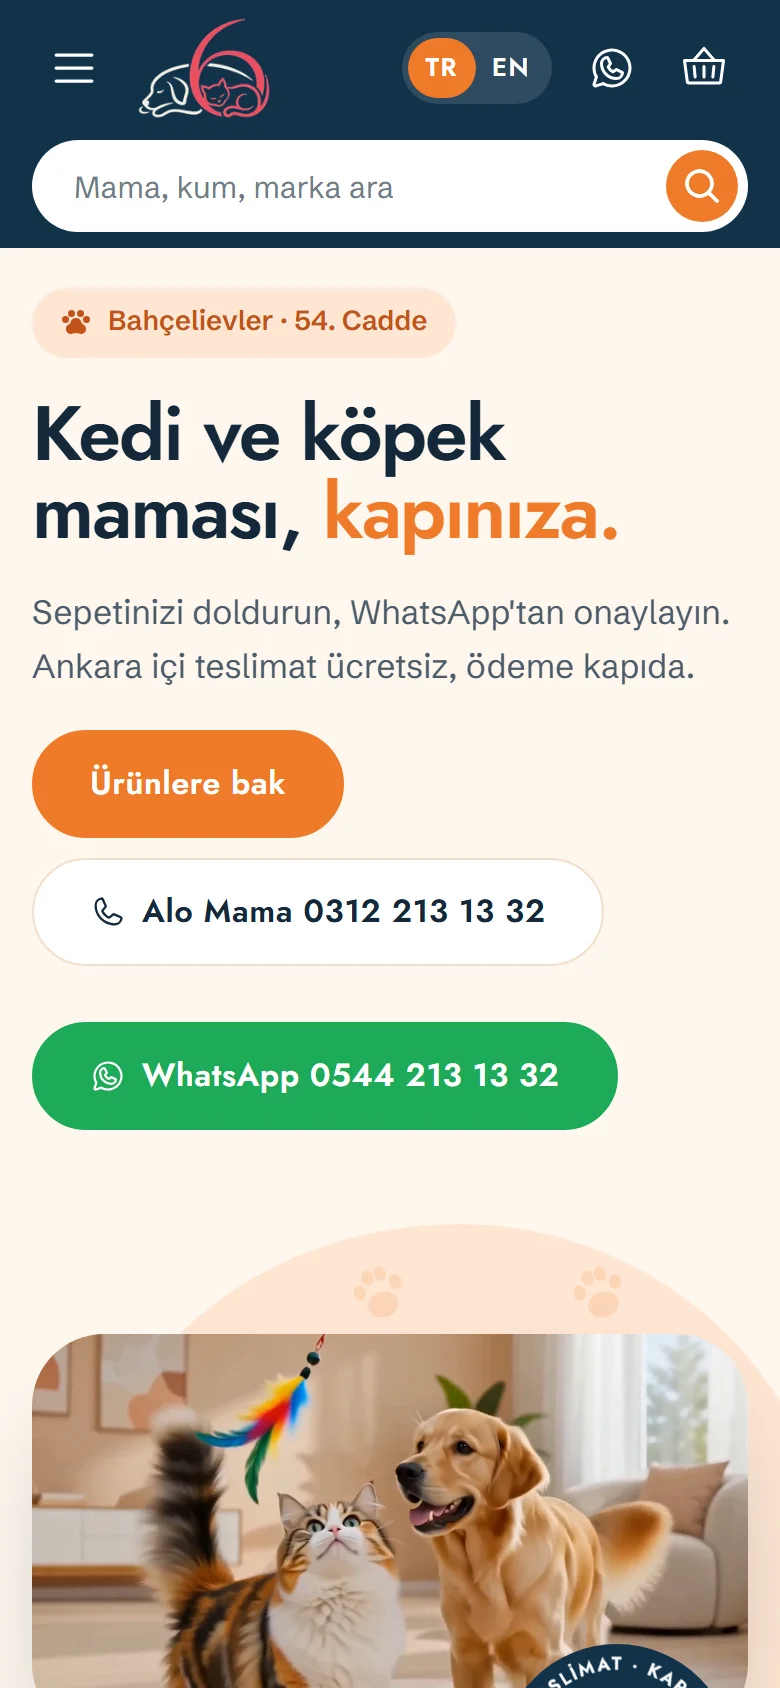 6
TR EN
Mama, kum, marka ara
Bahçelievler · 54. Cadde
Kedi ve köpek
maması, kapınıza.
Sepetinizi doldurun, WhatsApp'tan onaylayın.
Ankara içi teslimat ücretsiz, ödeme kapıda.
Ürünlere bak
Alo Mama 0312 213 13 32
WhatsApp 0544 213 13 32